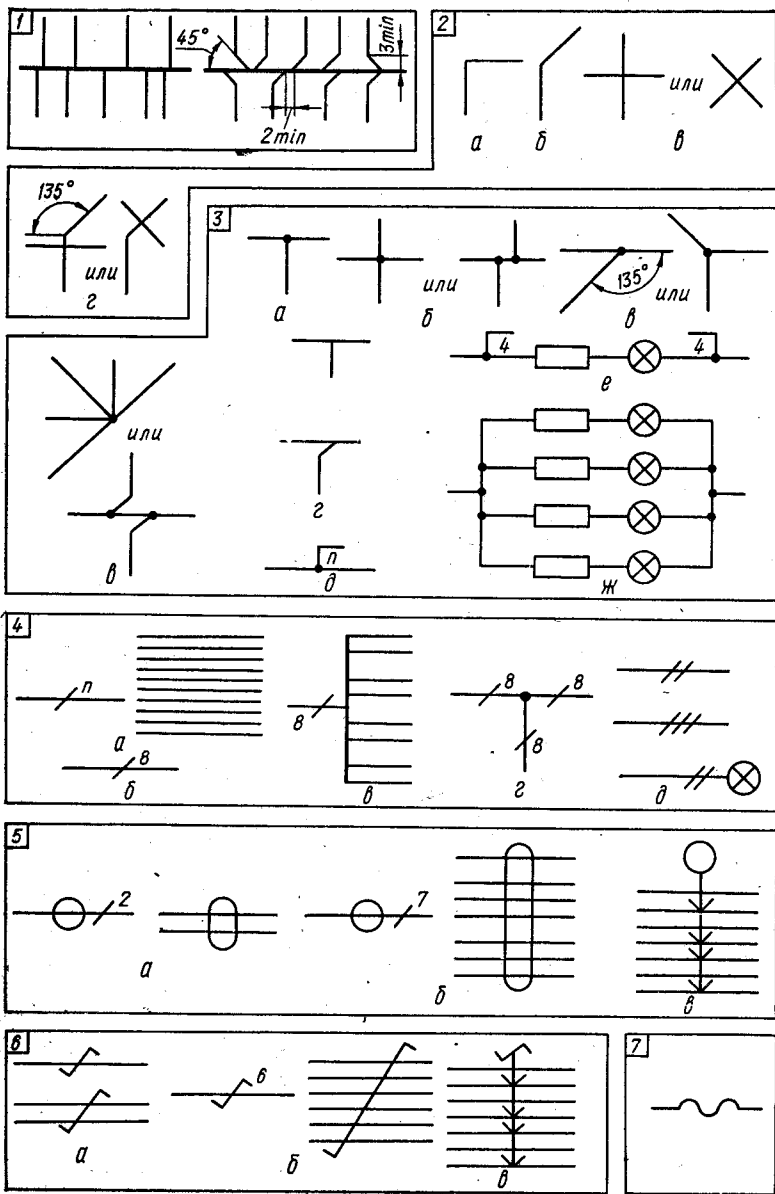 1
45°
3min
2min
2
или
а б в
135°
или
г
3
или
135°
или
а б в
4 4
е
или
г
в
п
д
ж
4
п
8
8
8 8
8
а
б в г д
5
2 7
а б в
6
6
а б в
7